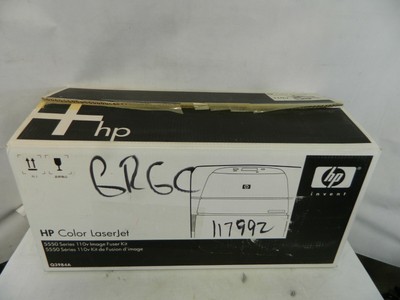 +hp
GRGC
hp
invent
117992
HP Color LaserJet
5550 Series 110v Image Fuser Kit
5550 Series 110v Kit de Fusion d'image
Q3984A